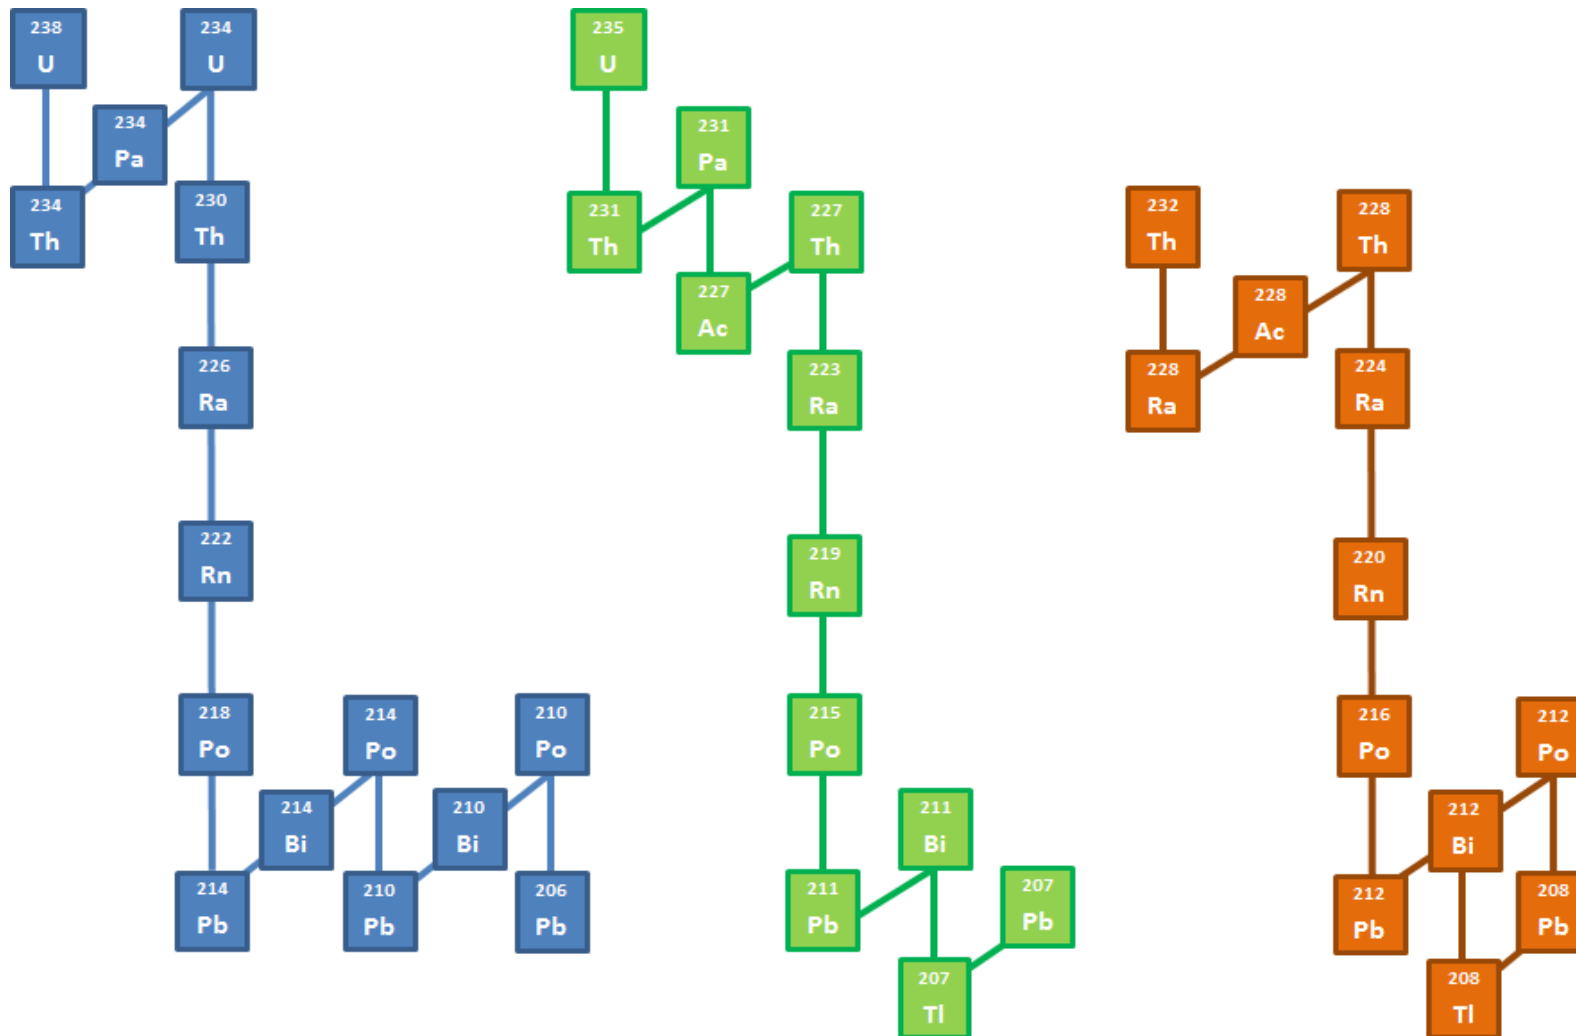 238
U
234
U
234
Pa
234
Th
230
Th
226
Ra
222
Rn
218
Po
214
Po
210
Po
214
Bi
210
Bi
214
Pb
210
Pb
206
Pb
235
U
231
Pa
231
Th
227
Th
227
Ac
223
Ra
219
Rn
215
Po
211
Bi
211
Pb
207
Pb
207
Tl
232
Th
228
Th
228
Ac
228
Ra
224
Ra
220
Rn
216
Po
212
Po
212
Bi
212
Pb
208
Pb
208
Tl